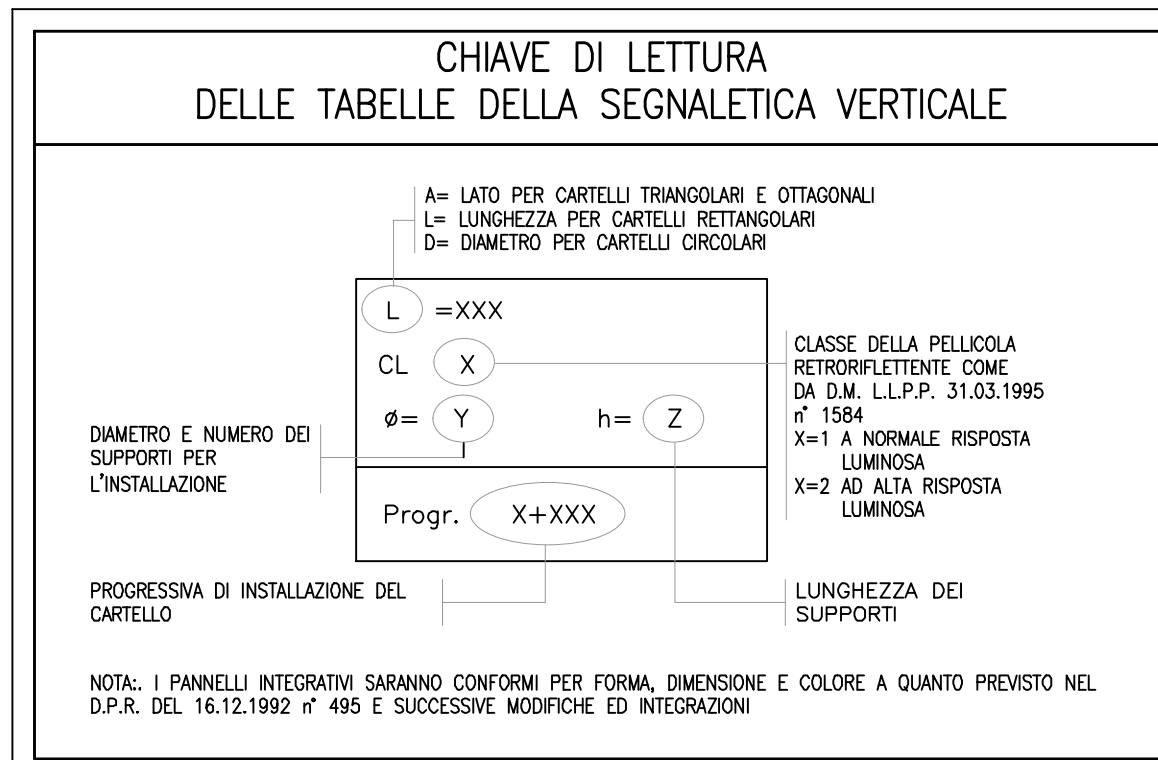 CHIAVE DI LETTURA
DELLE TABELLE DELLA SEGNALETICA VERTICALE
A= LATO PER CARTELLI TRIANGOLARI E OTTAGONALI
L= LUNGHEZZA PER CARTELLI RETTANGOLARI
D= DIAMETRO PER CARTELLI CIRCOLARI
L =XXX
CL X
ø= Y h= Z
Progr. X+XXX
CLASSE DELLA PELLICOLA
RETRORIFLETTENTE COME
DA D.M. L.L.P.P. 31.03.1995
n° 1584
X=1 A NORMALE RISPOSTA
LUMINOSA
X=2 AD ALTA RISPOSTA
LUMINOSA
DIAMETRO E NUMERO DEI
SUPPORTI PER
L'INSTALLAZIONE
PROGRESSIVA DI INSTALLAZIONE DEL
CARTELLO
LUNGHEZZA DEI
SUPPORTI
NOTA:. I PANNELLI INTEGRATIVI SARANNO CONFORMI PER FORMA, DIMENSIONE E COLORE A QUANTO PREVISTO NEL
D.P.R. DEL 16.12.1992 n° 495 E SUCCESSIVE MODIFICHE ED INTEGRAZIONI